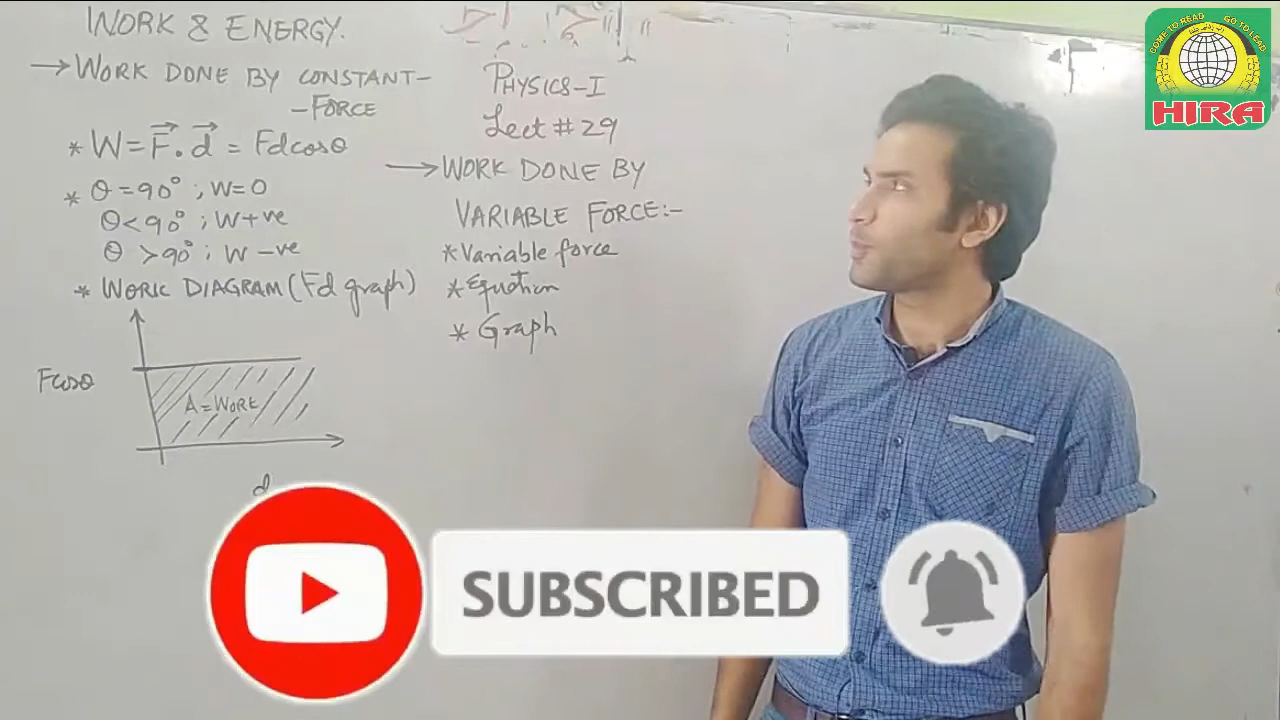 WORK & ENERGY.
→ WORK DONE BY CONSTANT-
-FORCE
* W = F⃗ . d⃗ = Fdcosθ
* θ = 90° ; W=0
θ < 90° ; W+ve
θ > 90° ; W -ve
* WORK DIAGRAM (Fd graph)
Fcosθ
A = WORK
d
PHYSICS-I
Lect # 29
→ WORK DONE BY
VARIABLE FORCE:-
* Variable force
* Equation
* Graph
COME TO READ GO TO LEAD
HIRA
SUBSCRIBED